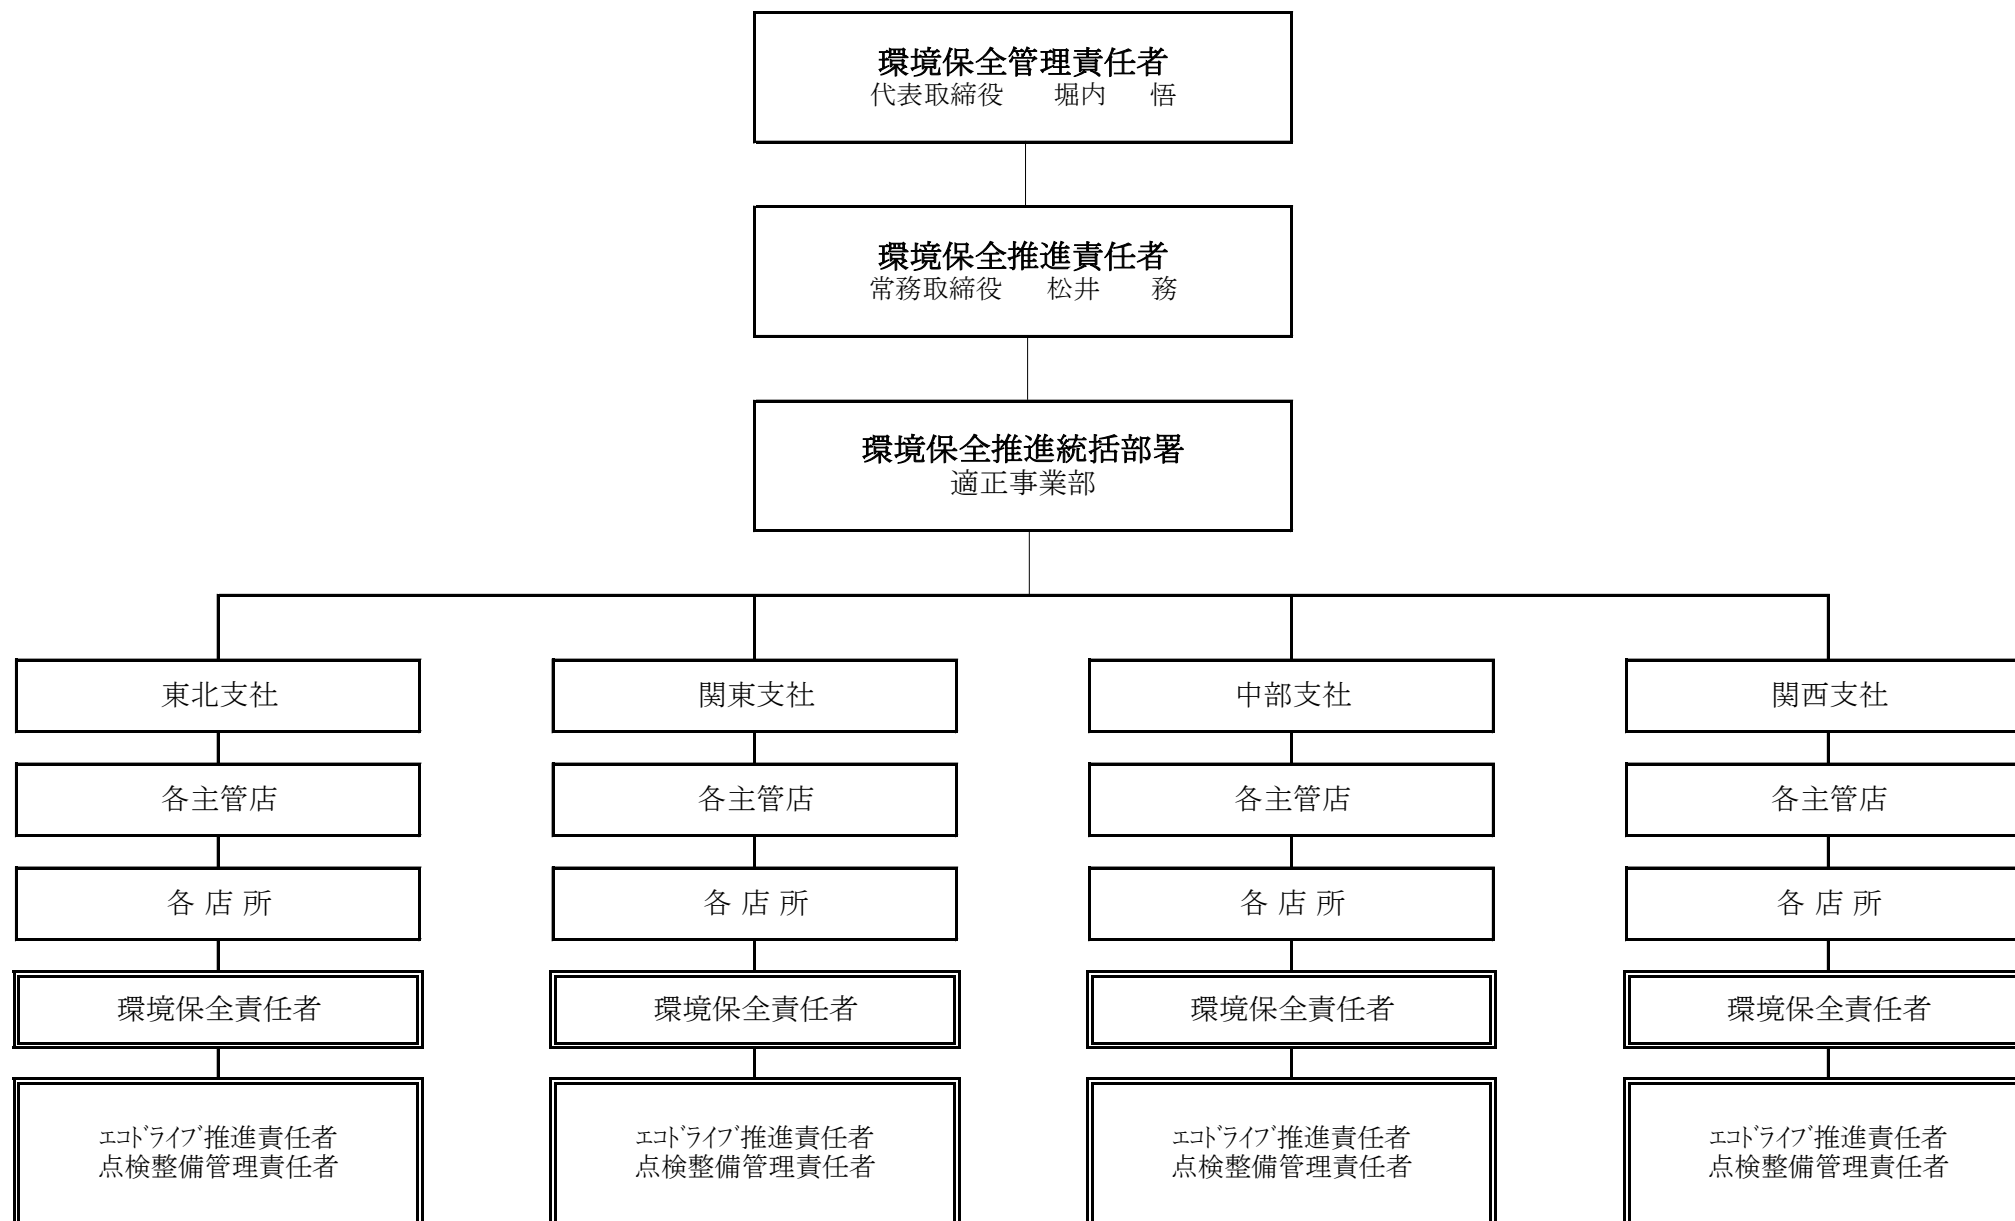 環境保全管理責任者
代表取締役　堀内　悟
環境保全推進責任者
常務取締役　松井　務
環境保全推進統括部署
適正事業部
東北支社
関東支社
中部支社
関西支社
各主管店
各主管店
各主管店
各主管店
各 店 所
各 店 所
各 店 所
各 店 所
環境保全責任者
環境保全責任者
環境保全責任者
環境保全責任者
ｴｺﾄﾞﾗｲﾌﾞ推進責任者
点検整備管理責任者
ｴｺﾄﾞﾗｲﾌﾞ推進責任者
点検整備管理責任者
ｴｺﾄﾞﾗｲﾌﾞ推進責任者
点検整備管理責任者
ｴｺﾄﾞﾗｲﾌﾞ推進責任者
点検整備管理責任者